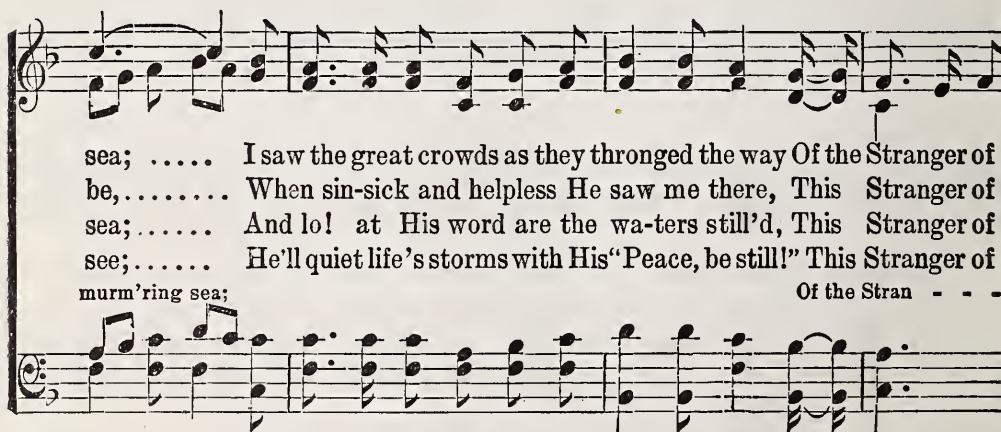 sea; ..... I saw the great crowds as they thronged the way Of the Stranger of
be,........ When sin-sick and helpless He saw me there, This Stranger of
sea;...... And lo! at His word are the wa-ters still'd, This Stranger of
see;...... He'll quiet life's storms with His “Peace, be still!” This Stranger of
murm'ring sea; Of the Stran - - -